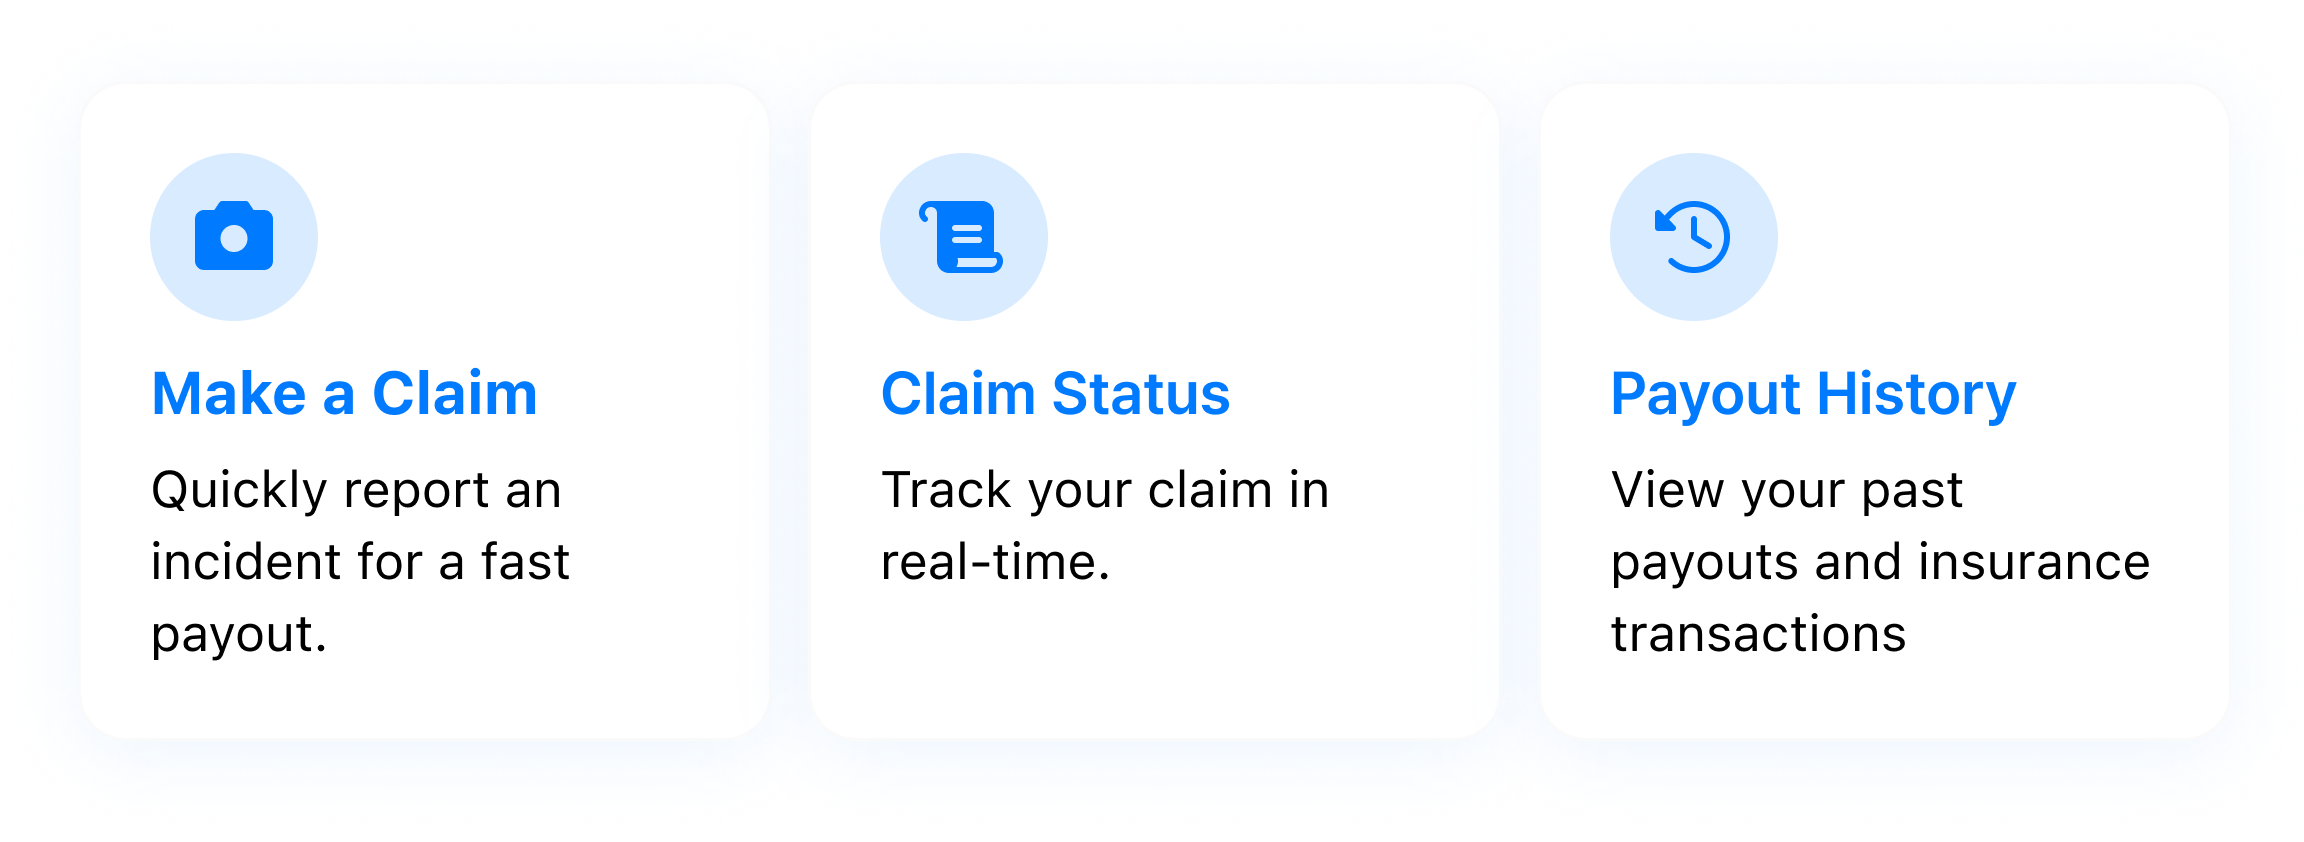 Make a Claim
Quickly report an
incident for a fast
payout.
Claim Status
Track your claim in
real-time.
Payout History
View your past
payouts and insurance
transactions